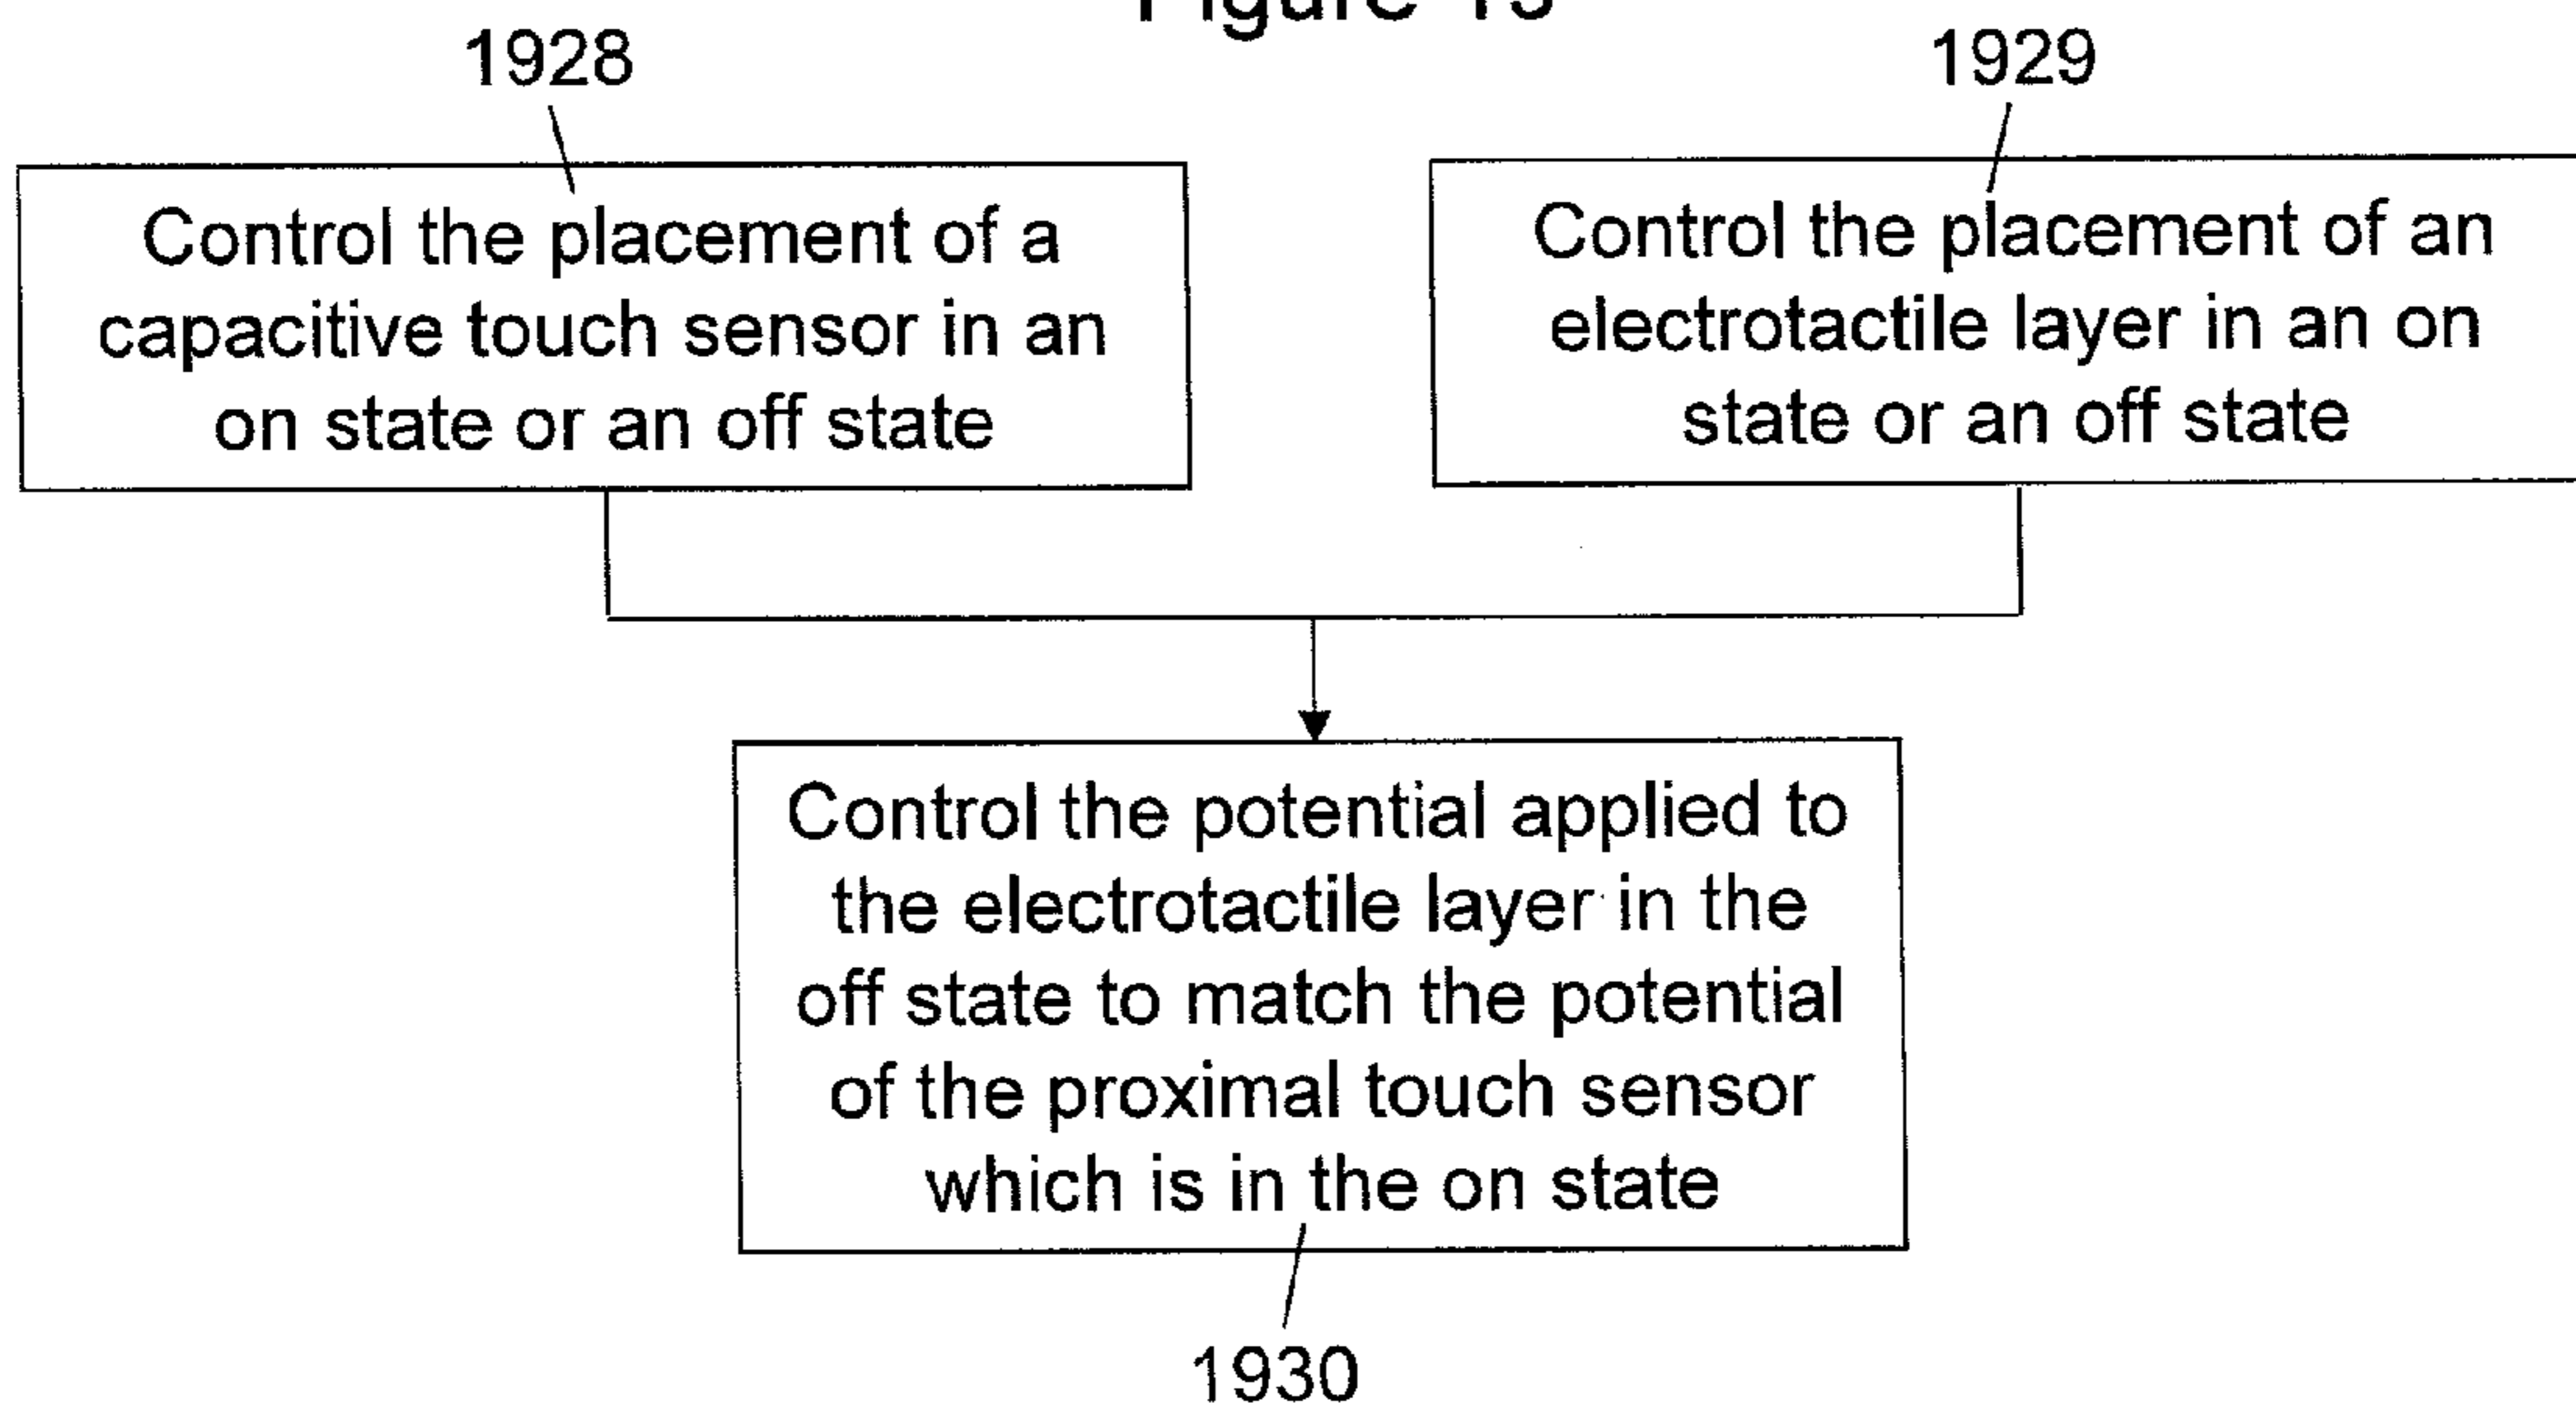 1928
1929
Control the placement of a
capacitive touch sensor in an
on state or an off state
Control the placement of an
electrotactile layer in an on
state or an off state
Control the potential applied to
the electrotactile layer in the
off state to match the potential
of the proximal touch sensor
which is in the on state
1930